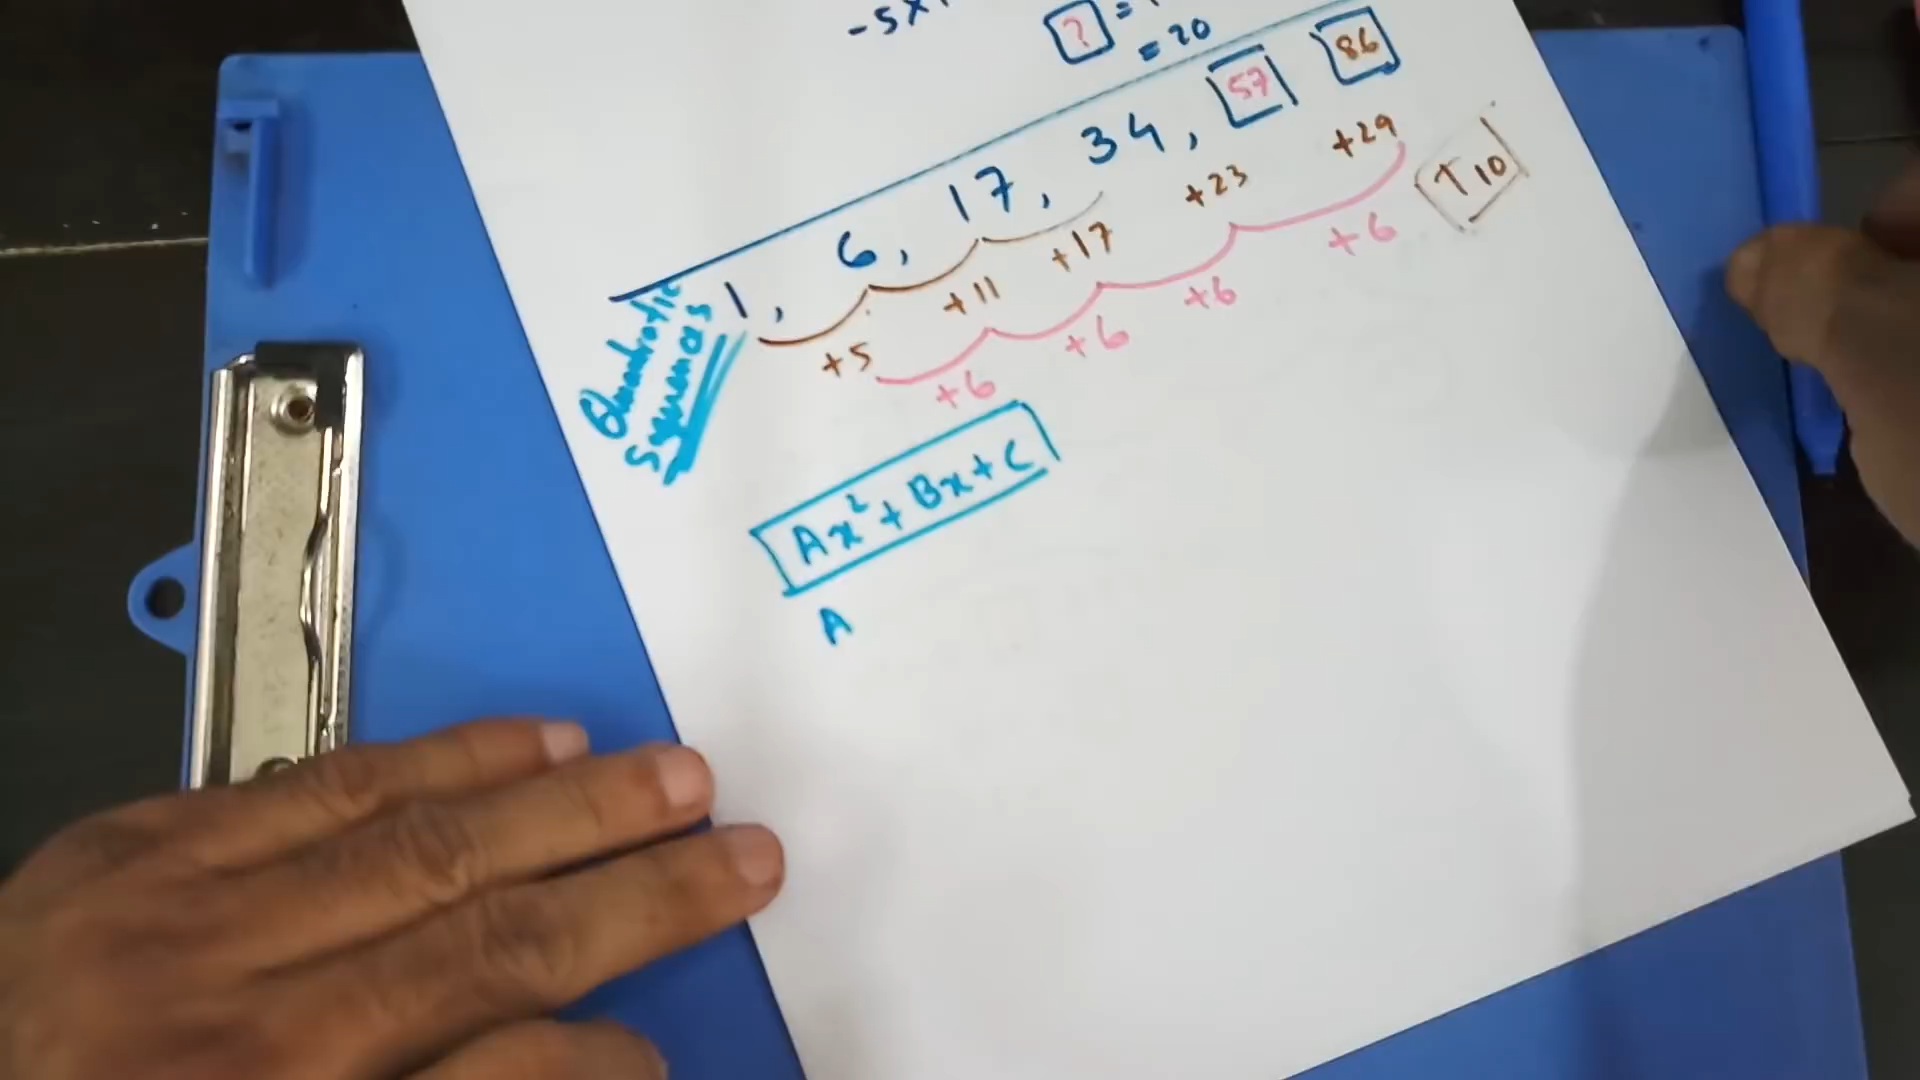 -5x
? =
= 20
1, 6, 17, 34, 57 86
+5 +11 +17 +23 +29
+6 +6 +6 +6
T10
Quadratic
Sequences
Ax² + Bx + C
A